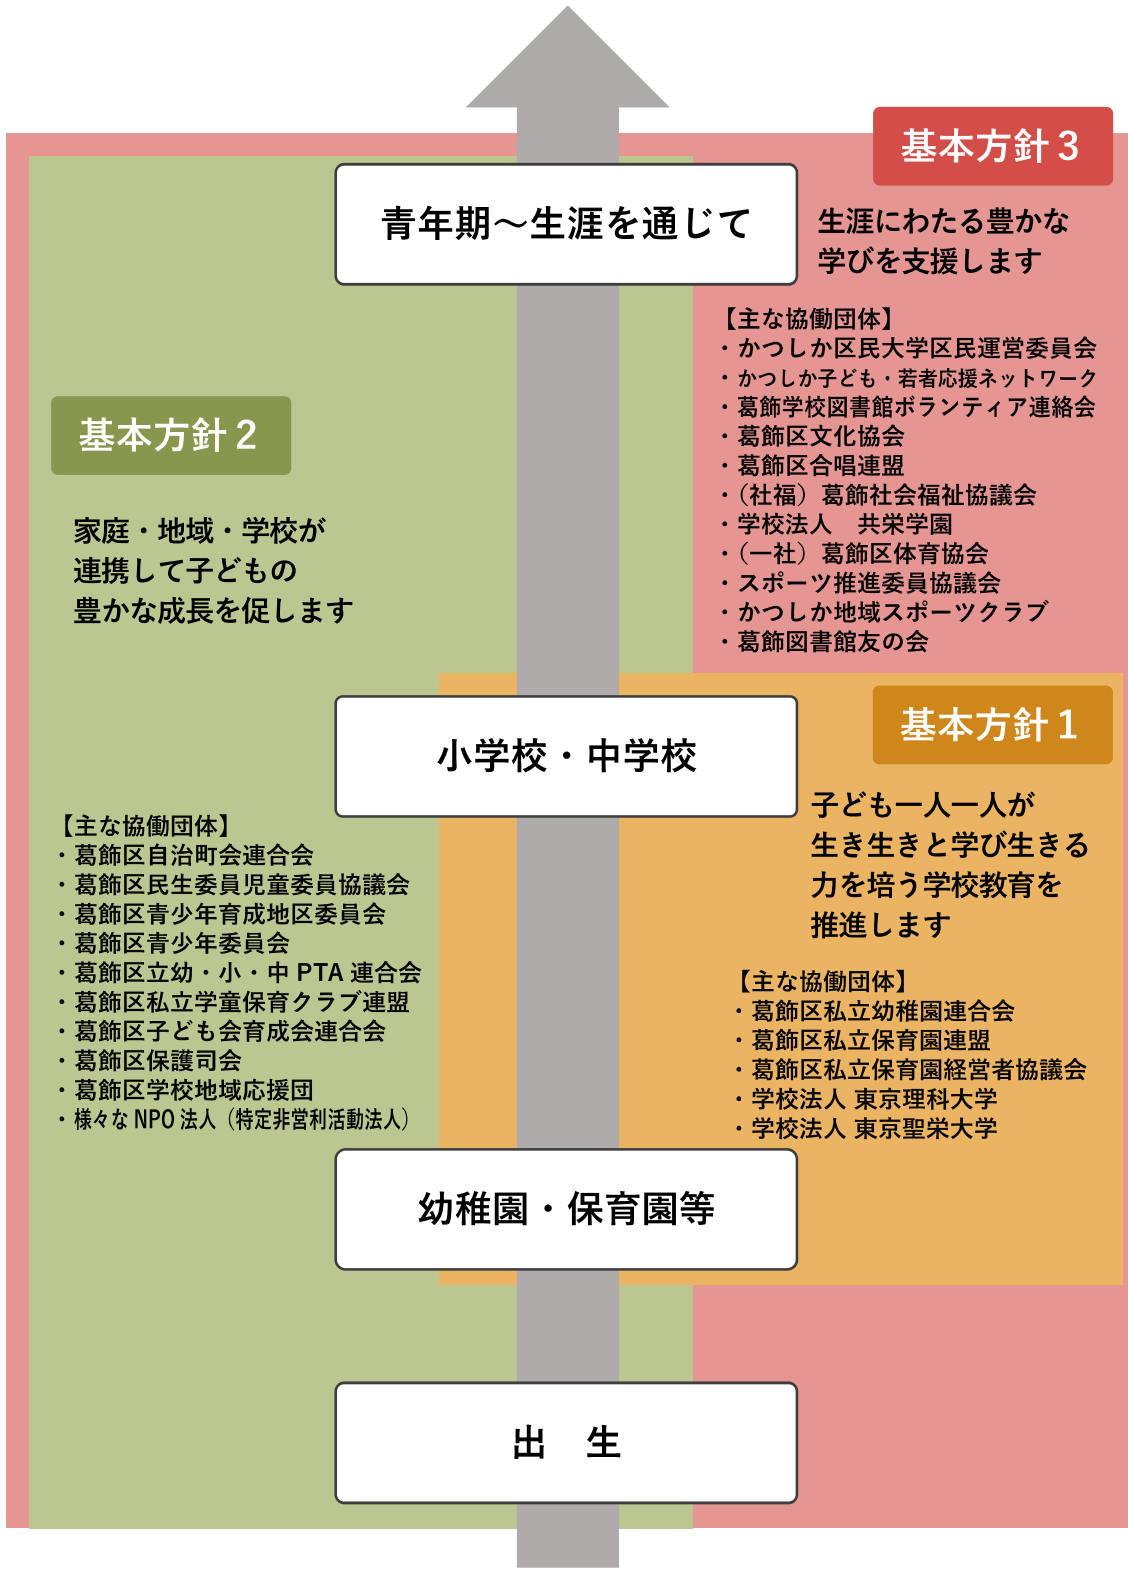 基本方針3
青年期～生涯を通じて
生涯にわたる豊かな
学びを支援します
【主な協働団体】
・かつしか区民大学区民運営委員会
・かつしか子ども・若者応援ネットワーク
・葛飾学校図書館ボランティア連絡会
・葛飾区文化協会
・葛飾区合唱連盟
・（社福）葛飾社会福祉協議会
・学校法人　共栄学園
・（一社）葛飾区体育協会
・スポーツ推進委員協議会
・かつしか地域スポーツクラブ
・葛飾図書館友の会
基本方針2
家庭・地域・学校が
連携して子どもの
豊かな成長を促します
小学校・中学校
基本方針1
子ども一人一人が
生き生きと学び生きる
力を培う学校教育を
推進します
【主な協働団体】
・葛飾区自治町会連合会
・葛飾区民生委員児童委員協議会
・葛飾区青少年育成地区委員会
・葛飾区青少年委員会
・葛飾区立幼・小・中 PTA 連合会
・葛飾区私立学童保育クラブ連盟
・葛飾区子ども会育成会連合会
・葛飾区保護司会
・葛飾区学校地域応援団
・様々な NPO 法人（特定非営利活動法人）
【主な協働団体】
・葛飾区私立幼稚園連合会
・葛飾区私立保育園連盟
・葛飾区私立保育園経営者協議会
・学校法人 東京理科大学
・学校法人 東京聖栄大学
幼稚園・保育園等
出　生